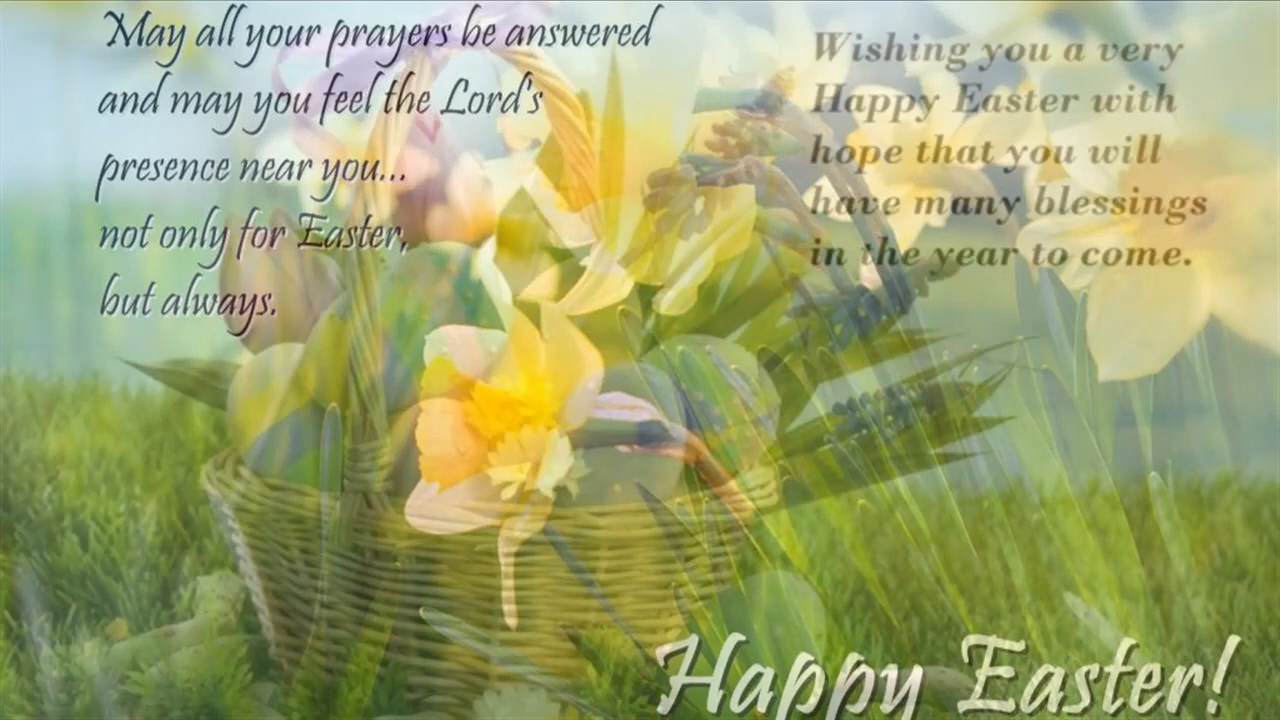 May all your prayers be answered
and may you feel the Lord's
presence near you...
not only for Easter,
but always.
Wishing you a very
Happy Easter with
hope that you will
have many blessings
in the year to come.
Happy Easter!